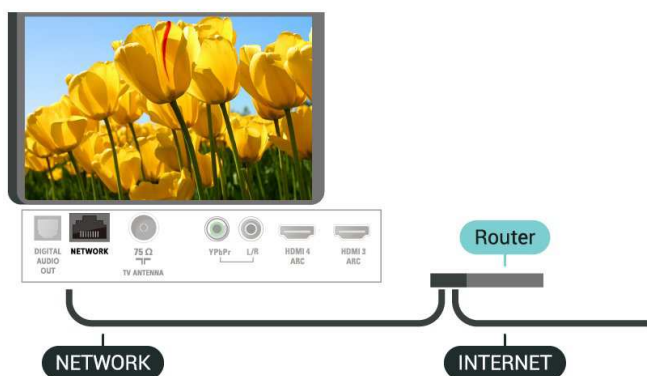 DIGITAL
AUDIO
OUT
NETWORK
75 Ω
TV ANTENNA
YPbPr
L/R
HDMI 4
ARC
HDMI 3
ARC
Router
NETWORK
INTERNET